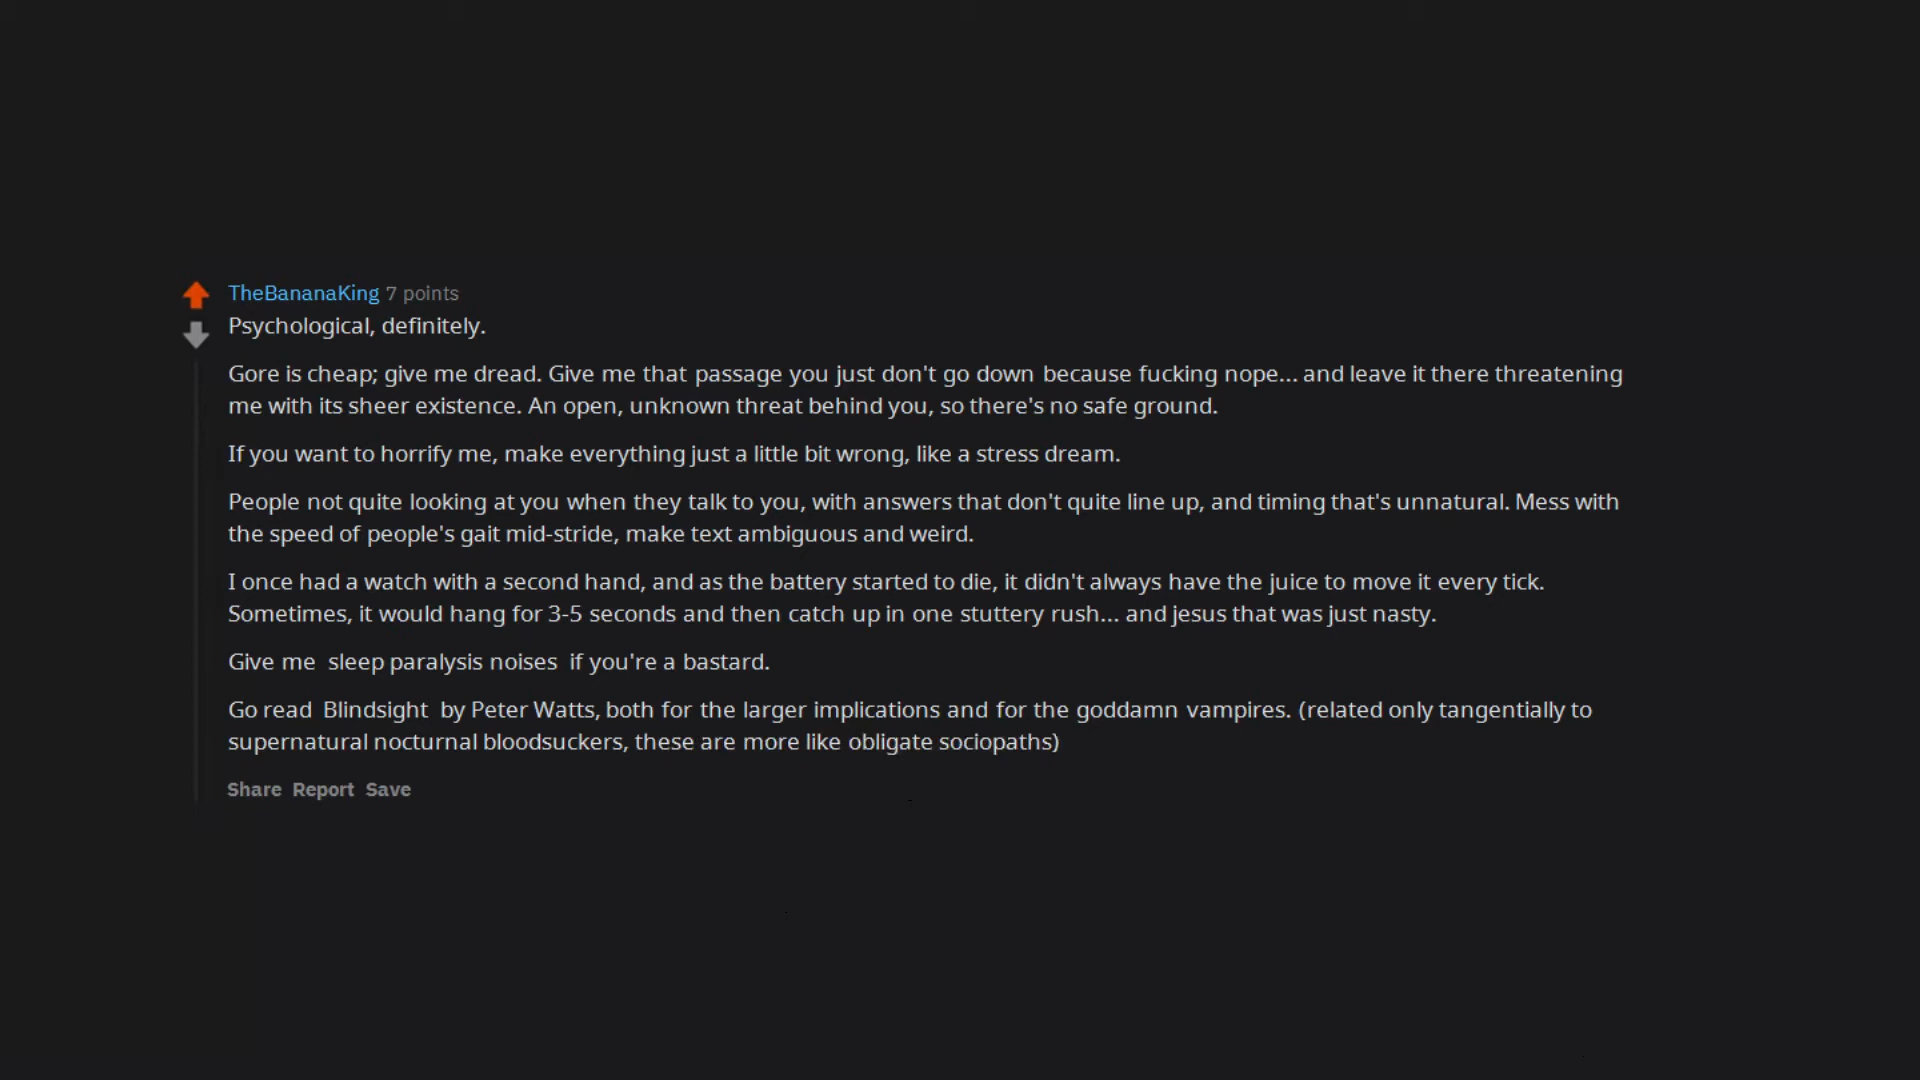 TheBananaKing 7 points
Psychological, definitely.
Gore is cheap; give me dread. Give me that passage you just don't go down because fucking nope... and leave it there threatening
me with its sheer existence. An open, unknown threat behind you, so there's no safe ground.
If you want to horrify me, make everything just a little bit wrong, like a stress dream.
People not quite looking at you when they talk to you, with answers that don't quite line up, and timing that's unnatural. Mess with
the speed of people's gait mid-stride, make text ambiguous and weird.
I once had a watch with a second hand, and as the battery started to die, it didn't always have the juice to move it every tick.
Sometimes, it would hang for 3-5 seconds and then catch up in one stuttery rush... and jesus that was just nasty.
Give me sleep paralysis noises if you're a bastard.
Go read Blindsight by Peter Watts, both for the larger implications and for the goddamn vampires. (related only tangentially to
supernatural nocturnal bloodsuckers, these are more like obligate sociopaths)
Share Report Save